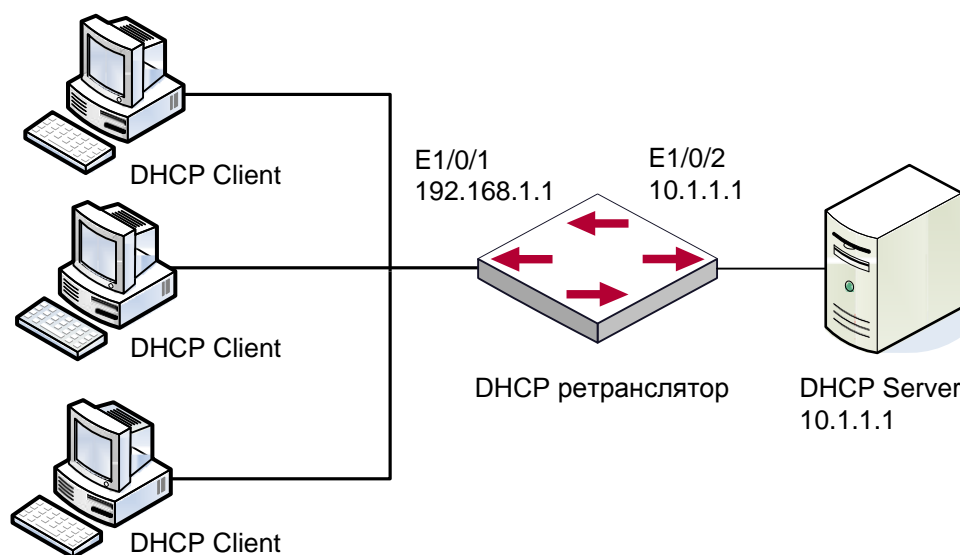 DHCP Client
E1/0/1
192.168.1.1
E1/0/2
10.1.1.1
DHCP Client
DHCP ретранслятор
DHCP Server
10.1.1.1
DHCP Client